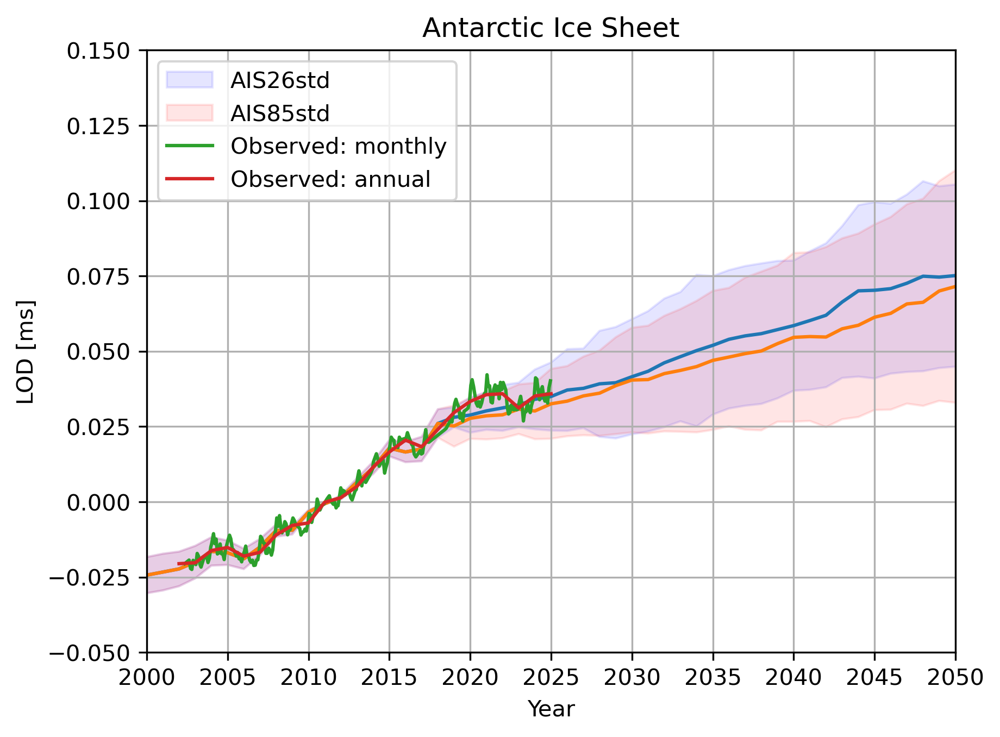 Antarctic Ice Sheet
0.150
0.125
0.100
0.075
0.050
0.025
0.000
−0.025
−0.050
LOD [ms]
AIS26std
AIS85std
Observed: monthly
Observed: annual
2000 2005 2010 2015 2020 2025 2030 2035 2040 2045 2050
Year